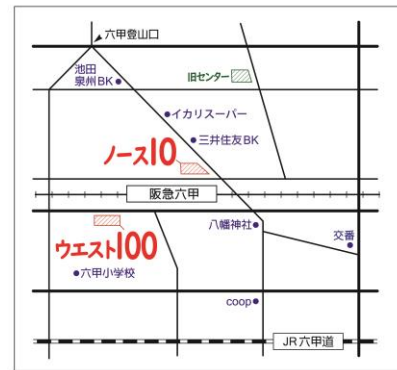 六甲登山口
池田
泉州BK
旧センター
イカリスーパー
三井住友BK
ノース10
阪急六甲
八幡神社
交番
ウエスト100
六甲小学校
coop
JR六甲道